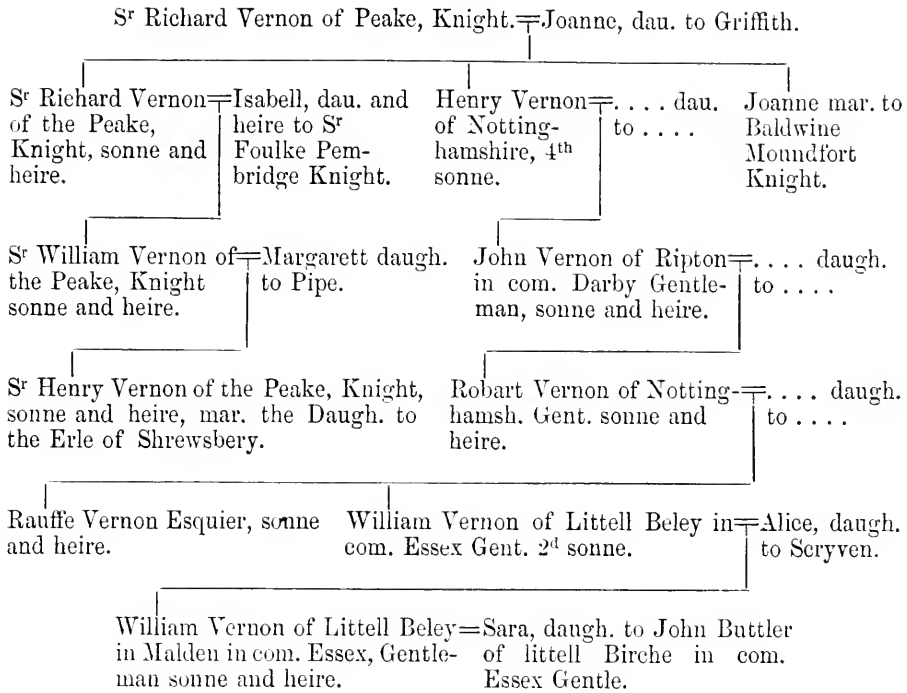 Sʳ Richard Vernon of Peake, Knight.=Joanne, dau. to Griffith.
Sʳ Richard Vernon=Isabell, dau. and
of the Peake, heire to Sʳ
Knight, sonne and Foulke Pem-
heire. bridge Knight.
Henry Vernon=. . . . dau.
of Notting- to . . . .
hamshire, 4ᵗʰ
sonne.
Joanne mar. to
Baldwine
Moundfort
Knight.
Sʳ William Vernon of=Margarett daugh.
the Peake, Knight to Pipe.
sonne and heire.
John Vernon of Ripton=. . . . daugh.
in com. Darby Gentle- to . . . .
man, sonne and heire.
Sʳ Henry Vernon of the Peake, Knight,
sonne and heire, mar. the Daugh. to
the Erle of Shrewsbery.
Robart Vernon of Notting-=. . . . daugh.
hamsh. Gent. sonne and to . . . .
heire.
Rauffe Vernon Esquier, sonne
and heire.
William Vernon of Littell Beley in=Alice, daugh.
com. Essex Gent. 2ᵈ sonne. to Scryven.
William Vernon of Littell Beley=Sara, daugh. to John Buttler
in Malden in com. Essex, Gentle- of littell Birche in com.
man sonne and heire. Essex Gentle.